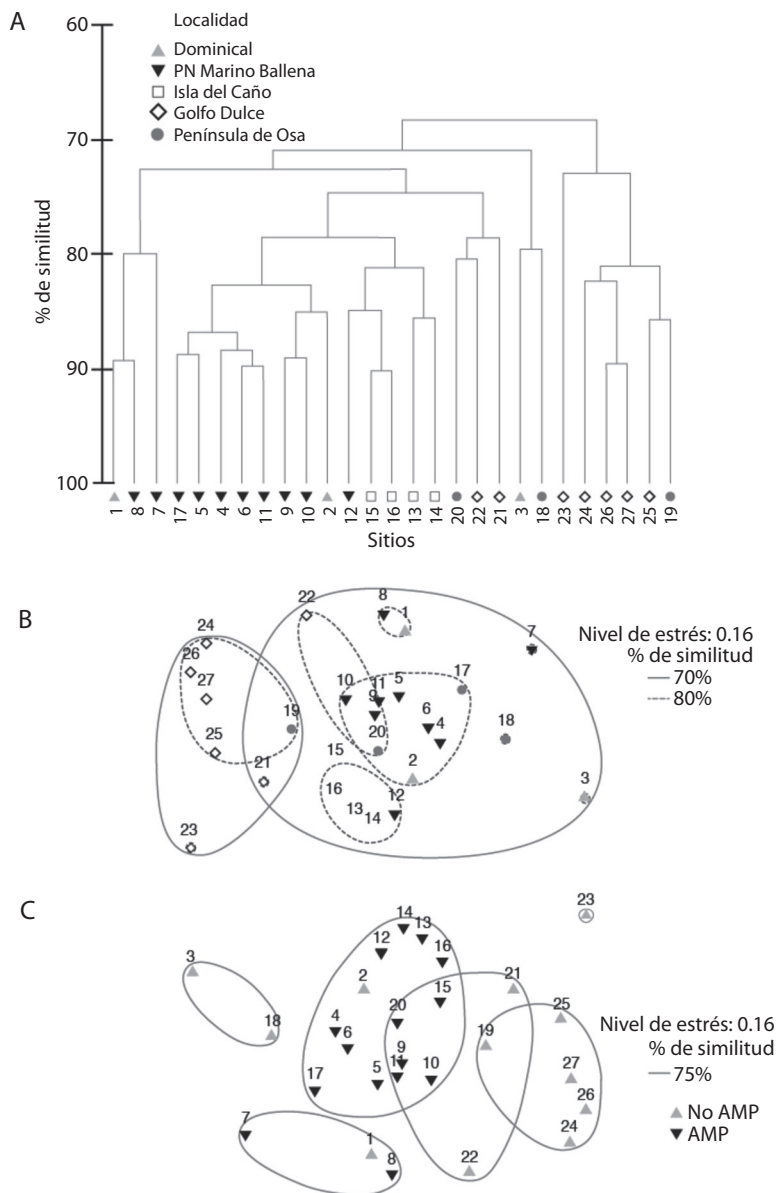 A
Localidad
Dominical
PN Marino Ballena
Isla del Caño
Golfo Dulce
Península de Osa
60
70
80
90
100
% de similitud
1 8 7 17 5 4 6 11 9 10 2 12 15 16 13 14 20 22 21 3 18 23 24 26 27 25 19
Sitios
B
22 8 1 7
24 26 27 19 25 21 23
10 11 5 17 9 6 4 20 18
15 2 3
16 13 14 12
Nivel de estrés: 0.16
% de similitud
70%
80%
C
23
14 13 12 16
3 2 21 15 25
18 4 20 19
6 9 27
17 5 11 10 26
24
7 1 8 22
Nivel de estrés: 0.16
% de similitud
75%
No AMP
AMP